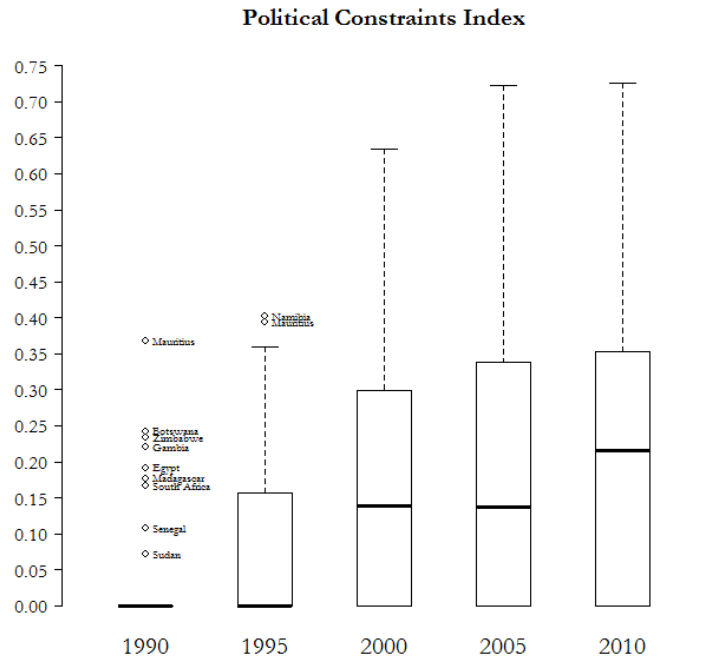 Political Constraints Index
0.75
0.70
0.65
0.60
0.55
0.50
0.45
0.40
0.35
0.30
0.25
0.20
0.15
0.10
0.05
0.00
Namibia
Mauritius
Mauritius
Botswana
Zimbabwe
Gambia
Egypt
Madagascar
South Africa
Senegal
Sudan
1990 1995 2000 2005 2010